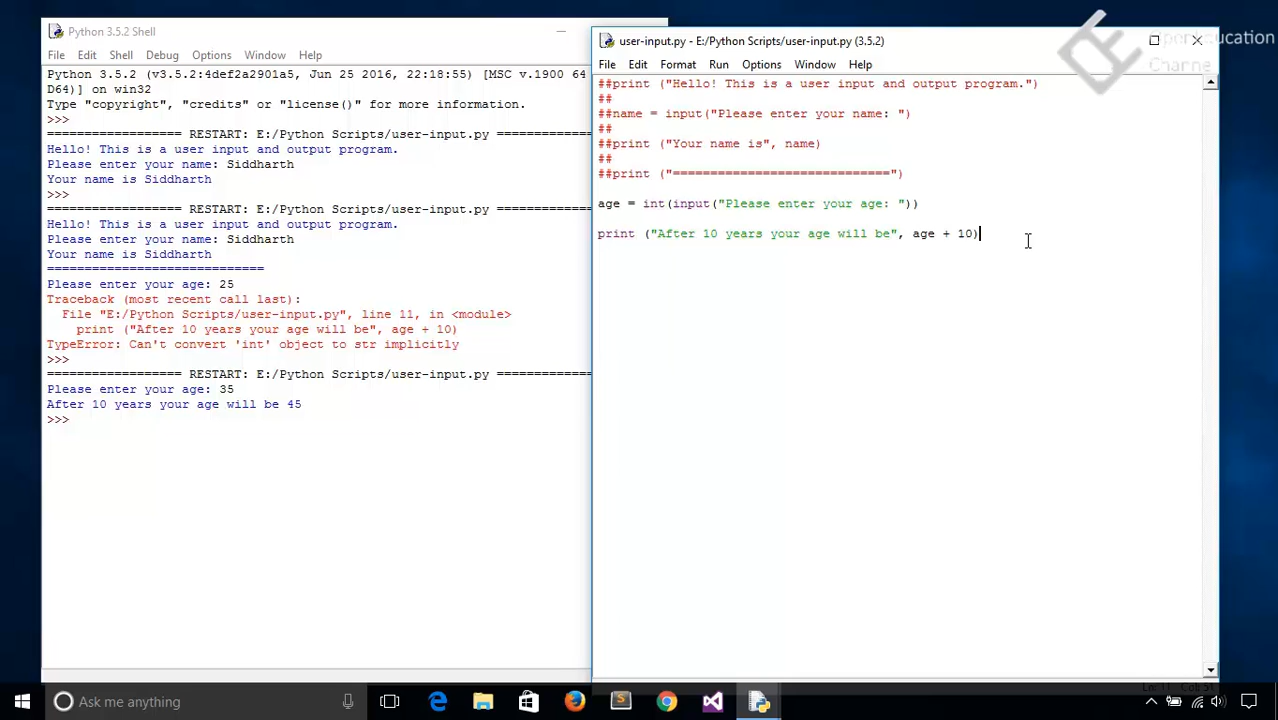 Python 3.5.2 Shell
File Edit Shell Debug Options Window Help
Python 3.5.2 (v3.5.2:4def2a2901a5, Jun 25 2016, 22:18:55) [MSC v.1900 64
D64)] on win32
Type "copyright", "credits" or "license()" for more information.
>>>
================== RESTART: E:/Python Scripts/user-input.py =============
Hello! This is a user input and output program.
Please enter your name: Siddharth
Your name is Siddharth
>>>
================== RESTART: E:/Python Scripts/user-input.py =============
Hello! This is a user input and output program.
Please enter your name: Siddharth
Your name is Siddharth
=============================
Please enter your age: 25
Traceback (most recent call last):
  File "E:/Python Scripts/user-input.py", line 11, in <module>
    print ("After 10 years your age will be", age + 10)
TypeError: Can't convert 'int' object to str implicitly
>>>
================== RESTART: E:/Python Scripts/user-input.py =============
Please enter your age: 35
After 10 years your age will be 45
>>>
user-input.py - E:/Python Scripts/user-input.py (3.5.2)
File Edit Format Run Options Window Help
##print ("Hello! This is a user input and output program.")
##
##name = input("Please enter your name: ")
##
##print ("Your name is", name)
##
##print ("=============================")
age = int(input("Please enter your age: "))
print ("After 10 years your age will be", age + 10)
Education
Ask me anything